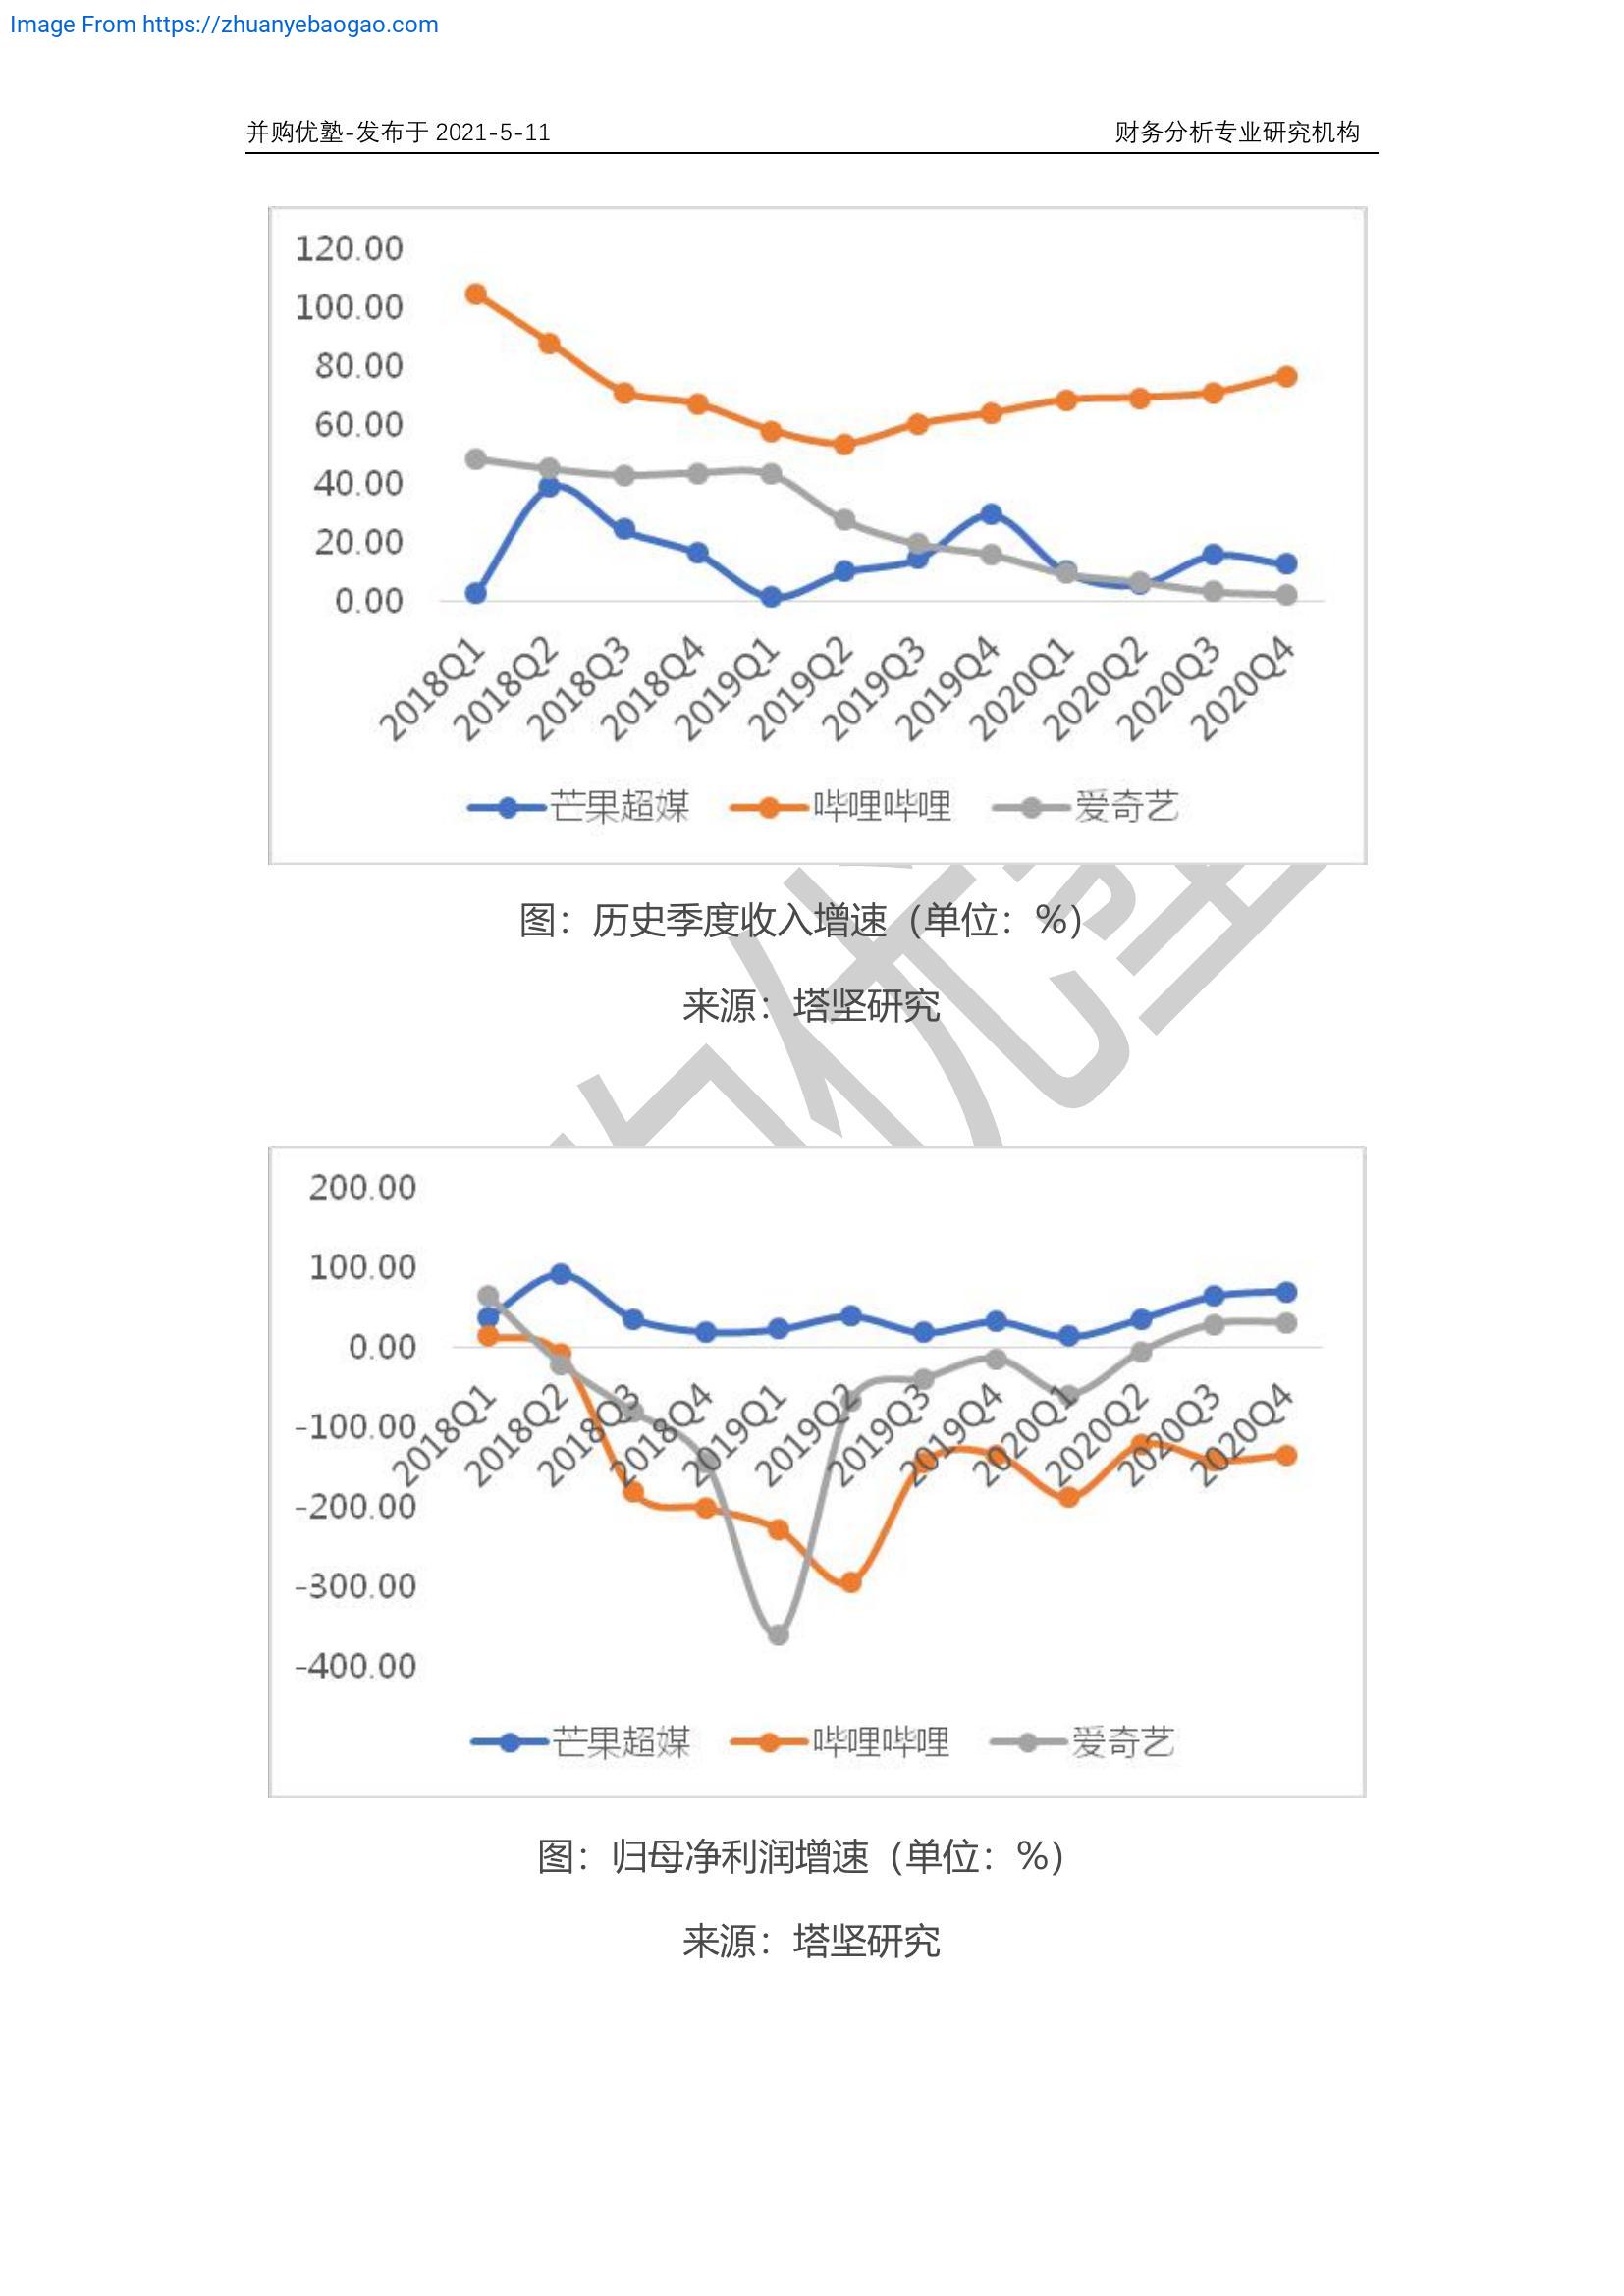 Image From https://zhuanyebaogao.com
并购优塾-发布于 2021-5-11 财务分析专业研究机构
120.00
100.00
80.00
60.00
40.00
20.00
0.00
2018Q1 2018Q2 2018Q3 2018Q4 2019Q1 2019Q2 2019Q3 2019Q4 2020Q1 2020Q2 2020Q3 2020Q4
芒果超媒 哔哩哔哩 爱奇艺
图：历史季度收入增速（单位：%）
来源：塔坚研究
200.00
100.00
0.00
-100.00
-200.00
-300.00
-400.00
2018Q1 2018Q2 2018Q3 2018Q4 2019Q1 2019Q2 2019Q3 2019Q4 2020Q1 2020Q2 2020Q3 2020Q4
芒果超媒 哔哩哔哩 爱奇艺
图：归母净利润增速（单位：%）
来源：塔坚研究